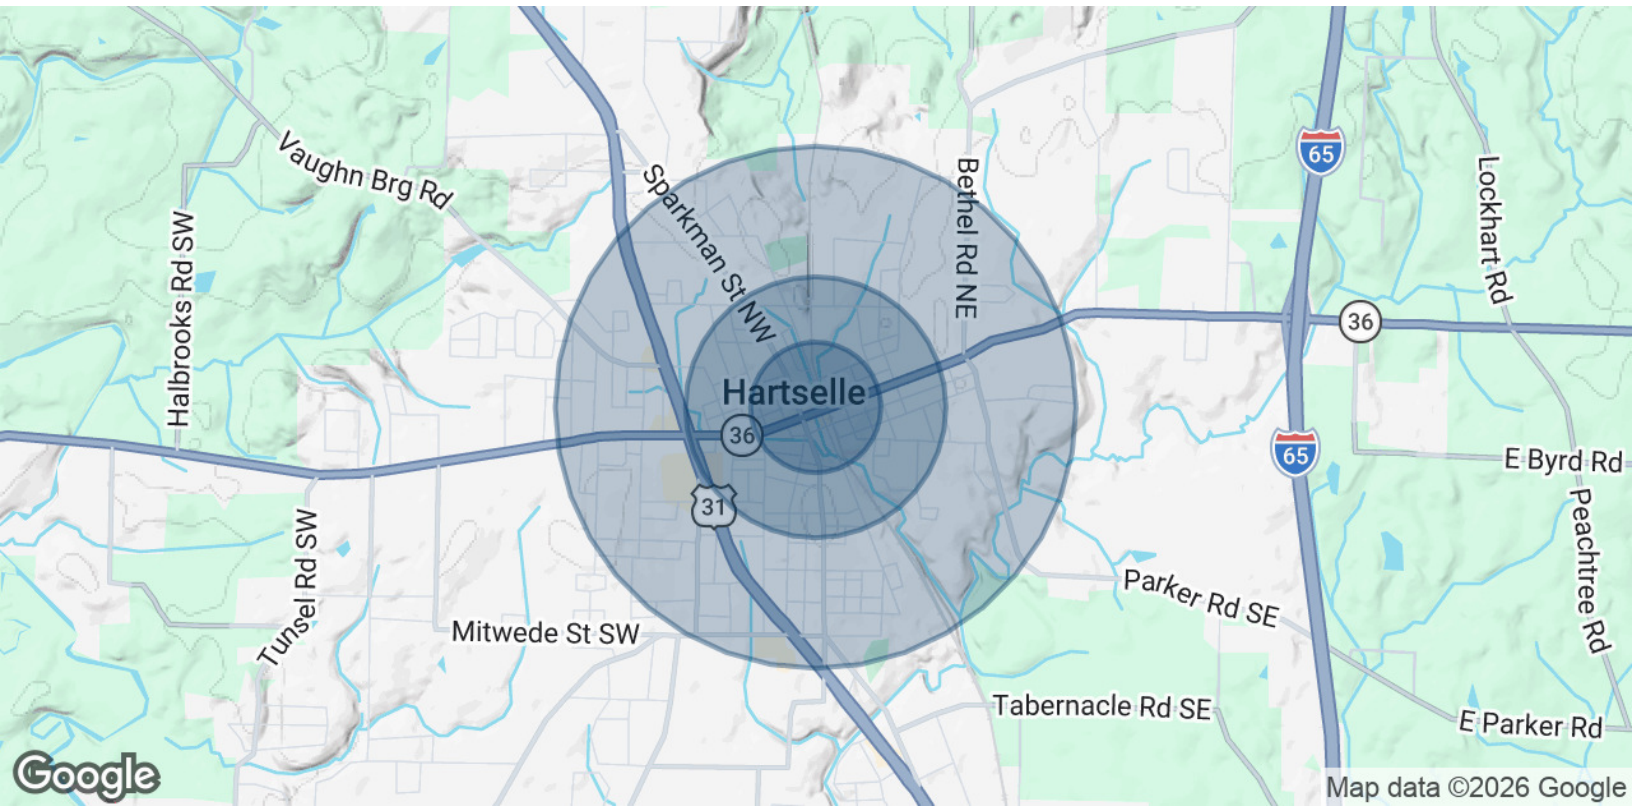 65
Vaughn Brg Rd
Sparkman St NW
Bethel Rd NE
Lockhart Rd
Halbrooks Rd SW
36
Hartselle
36
65
E Byrd Rd
31
Peachtree Rd
Tunsel Rd SW
Parker Rd SE
Mitwede St SW
Tabernacle Rd SE
E Parker Rd
Google
Map data ©2026 Google